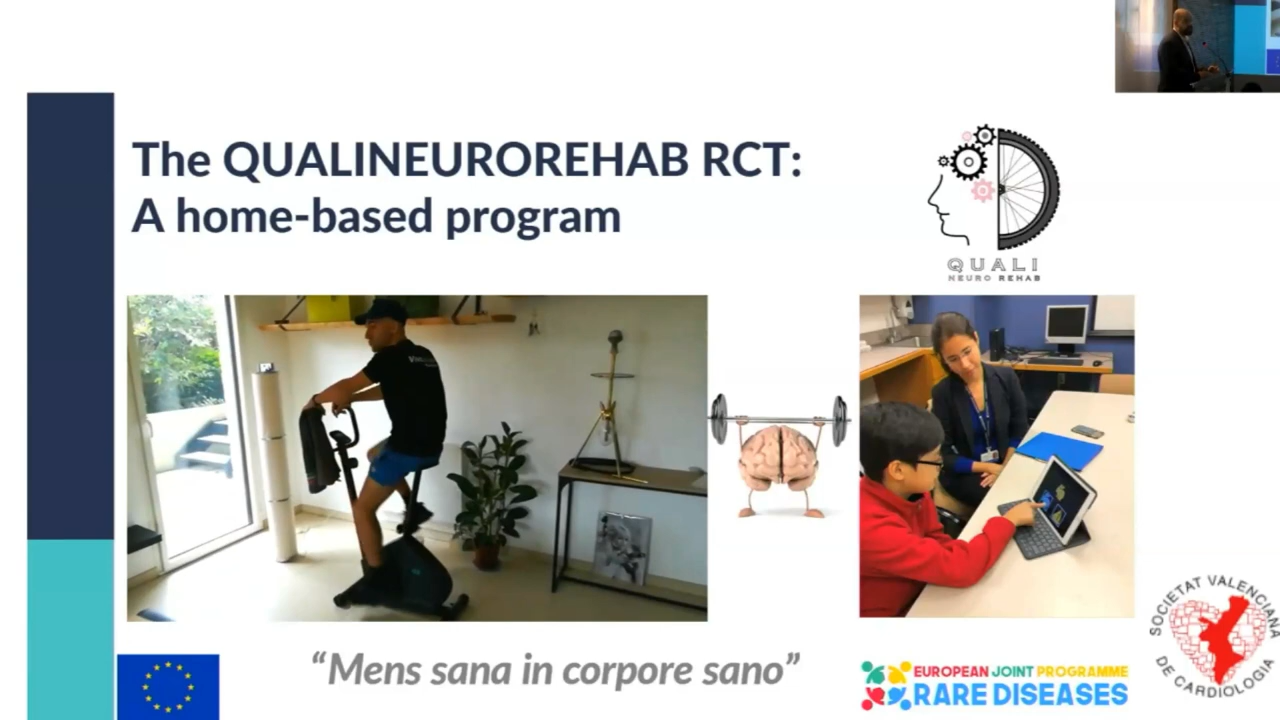 The QUALINEUROREHAB RCT:
A home-based program
QUALI
NEURO REHAB
“Mens sana in corpore sano”
EUROPEAN JOINT PROGRAMME
RARE DISEASES
SOCIETAT VALENCIANA
DE CARDIOLOGIA